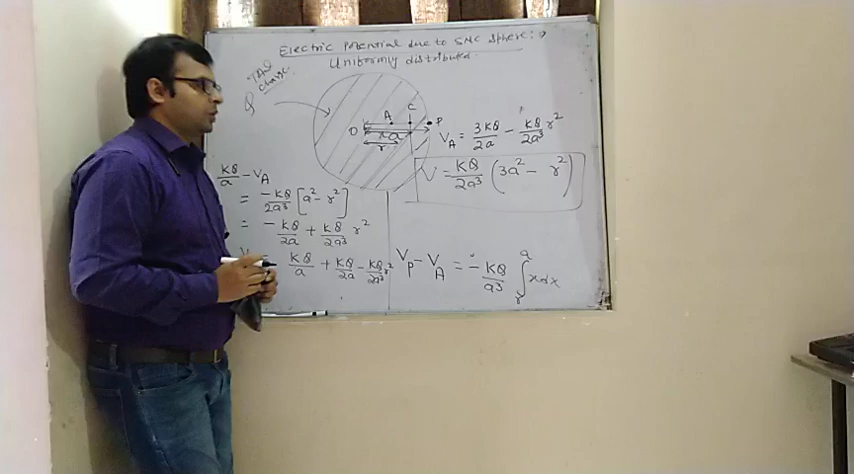 Electric Potential due to SNC Sphere:→
Uniformly distributed
charge
Q
A
C
P
O
x
a
r
V_A = 3KQ/2a - KQ/2a³ r²
V = KQ/2a³ (3a² - r²)
KQ/a - V_A
= -KQ/2a³ [a² - r²]
= - KQ/2a + KQ/2a³ r²
KQ/a + KQ/2a - KQ/2a³ r²
V_P - V_A = - KQ/a³ ∫_r^a x dx